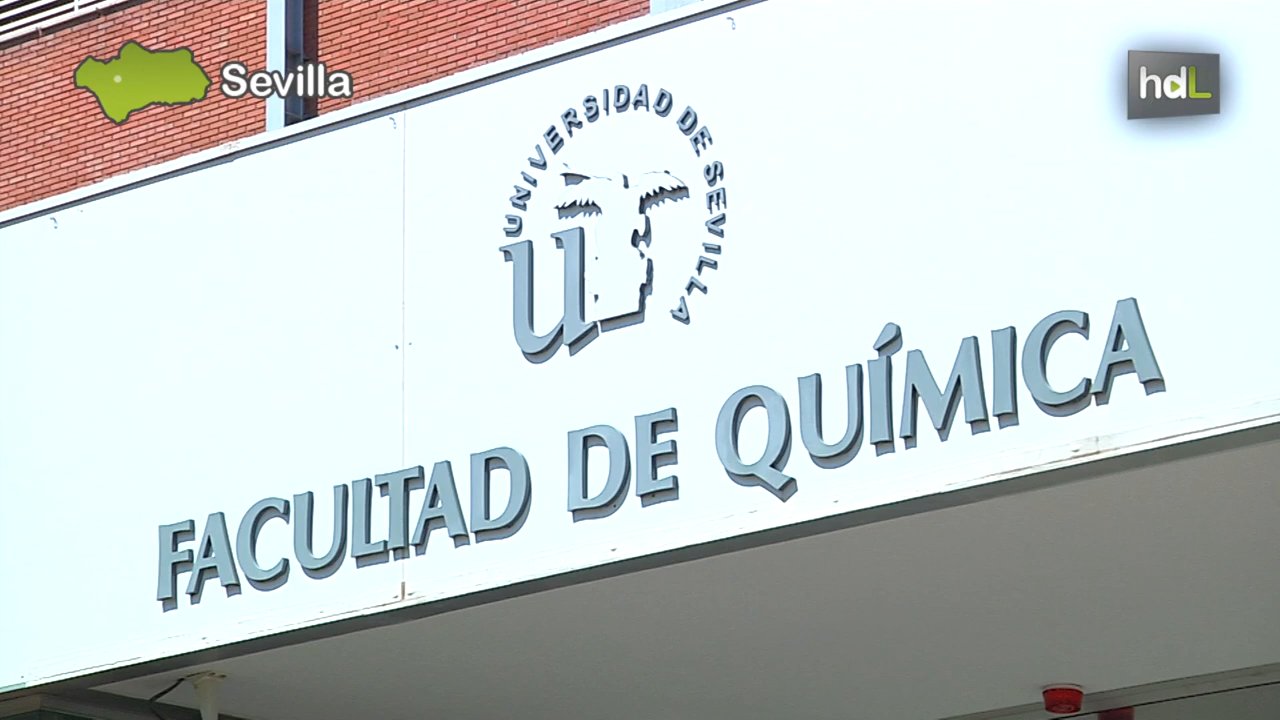 Sevilla
hdL
UNIVERSIDAD DE SEVILLA
u
FACULTAD DE QUÍMICA